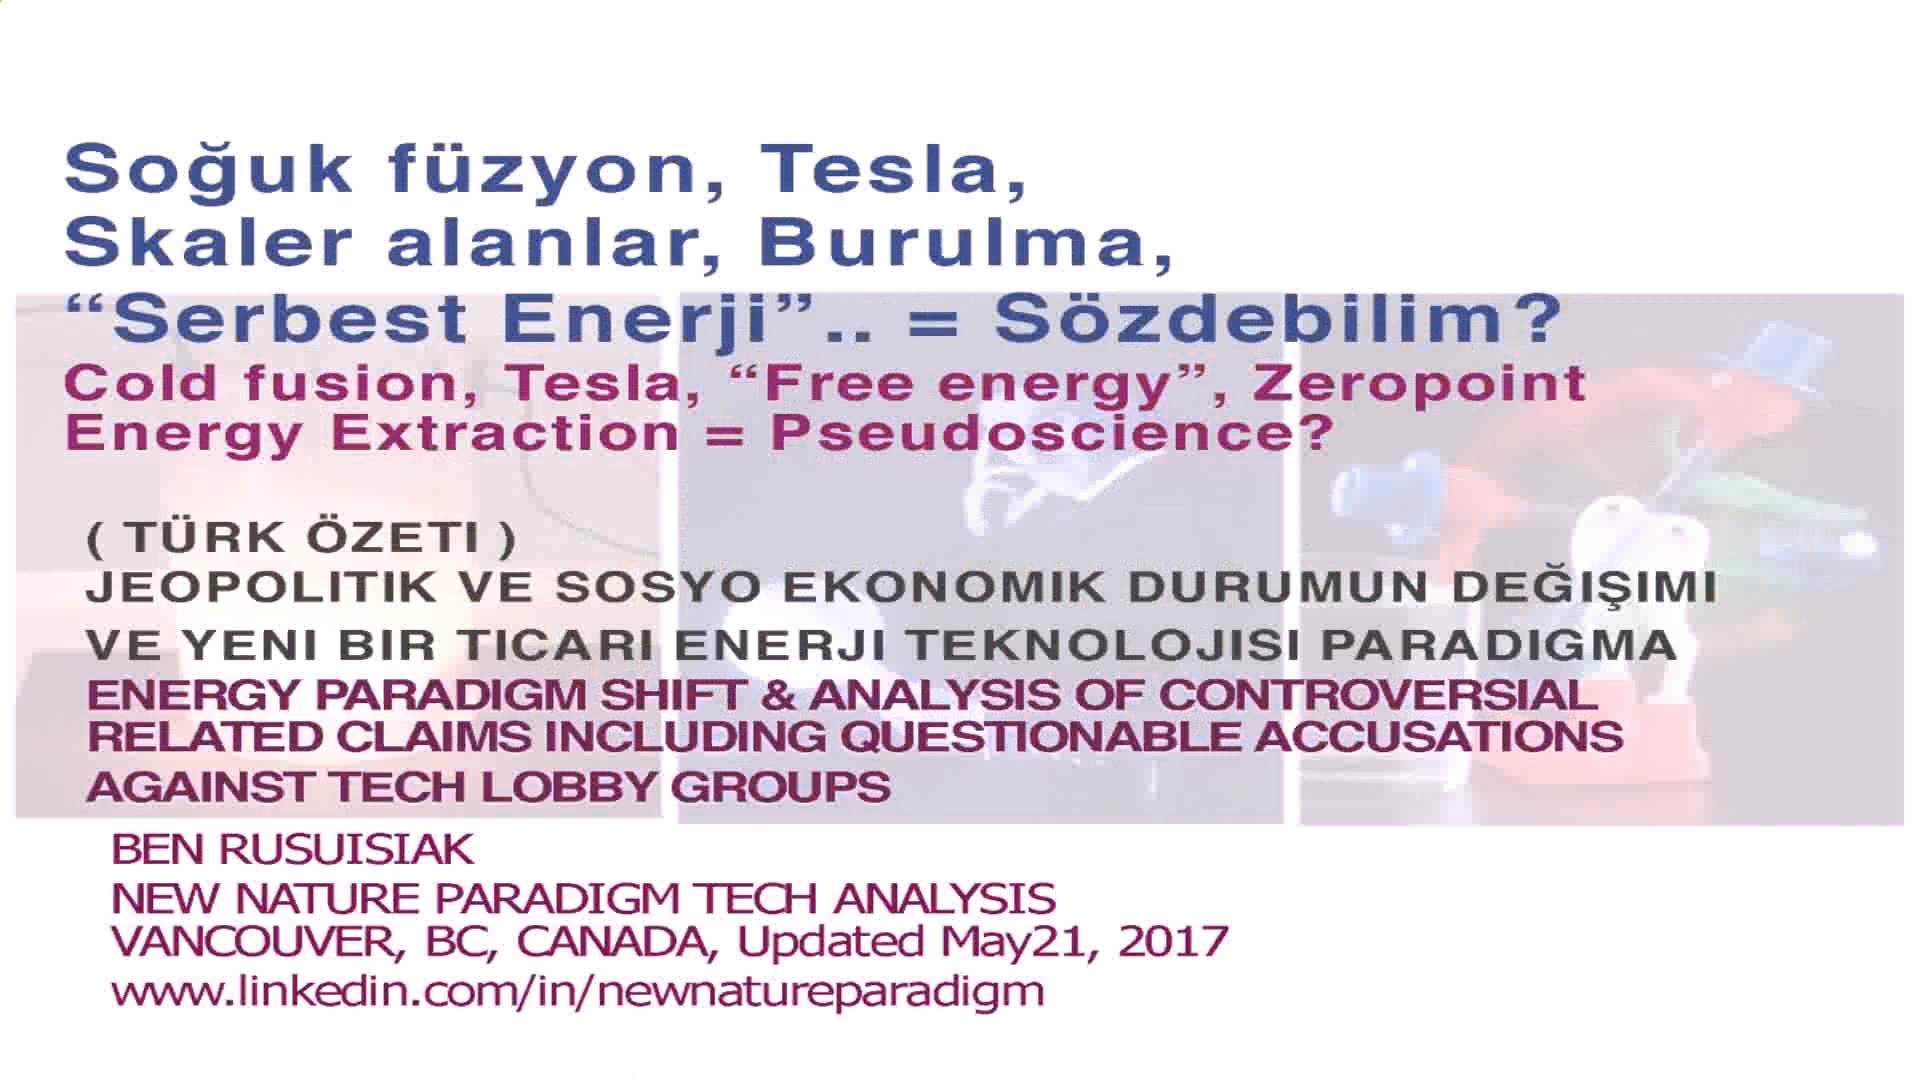 Soğuk füzyon, Tesla,
Skaler alanlar, Burulma,
“Serbest Enerji”.. = Sözdebilim?
Cold fusion, Tesla, “Free energy”, Zeropoint
Energy Extraction = Pseudoscience?
( TÜRK ÖZETI )
JEOPOLITIK VE SOSYO EKONOMIK DURUMUN DEĞIŞIMI
VE YENI BIR TICARI ENERJI TEKNOLOJISI PARADIGMA
ENERGY PARADIGM SHIFT & ANALYSIS OF CONTROVERSIAL
RELATED CLAIMS INCLUDING QUESTIONABLE ACCUSATIONS
AGAINST TECH LOBBY GROUPS
BEN RUSUISIAK
NEW NATURE PARADIGM TECH ANALYSIS
VANCOUVER, BC, CANADA, Updated May21, 2017
www.linkedin.com/in/newnatureparadigm